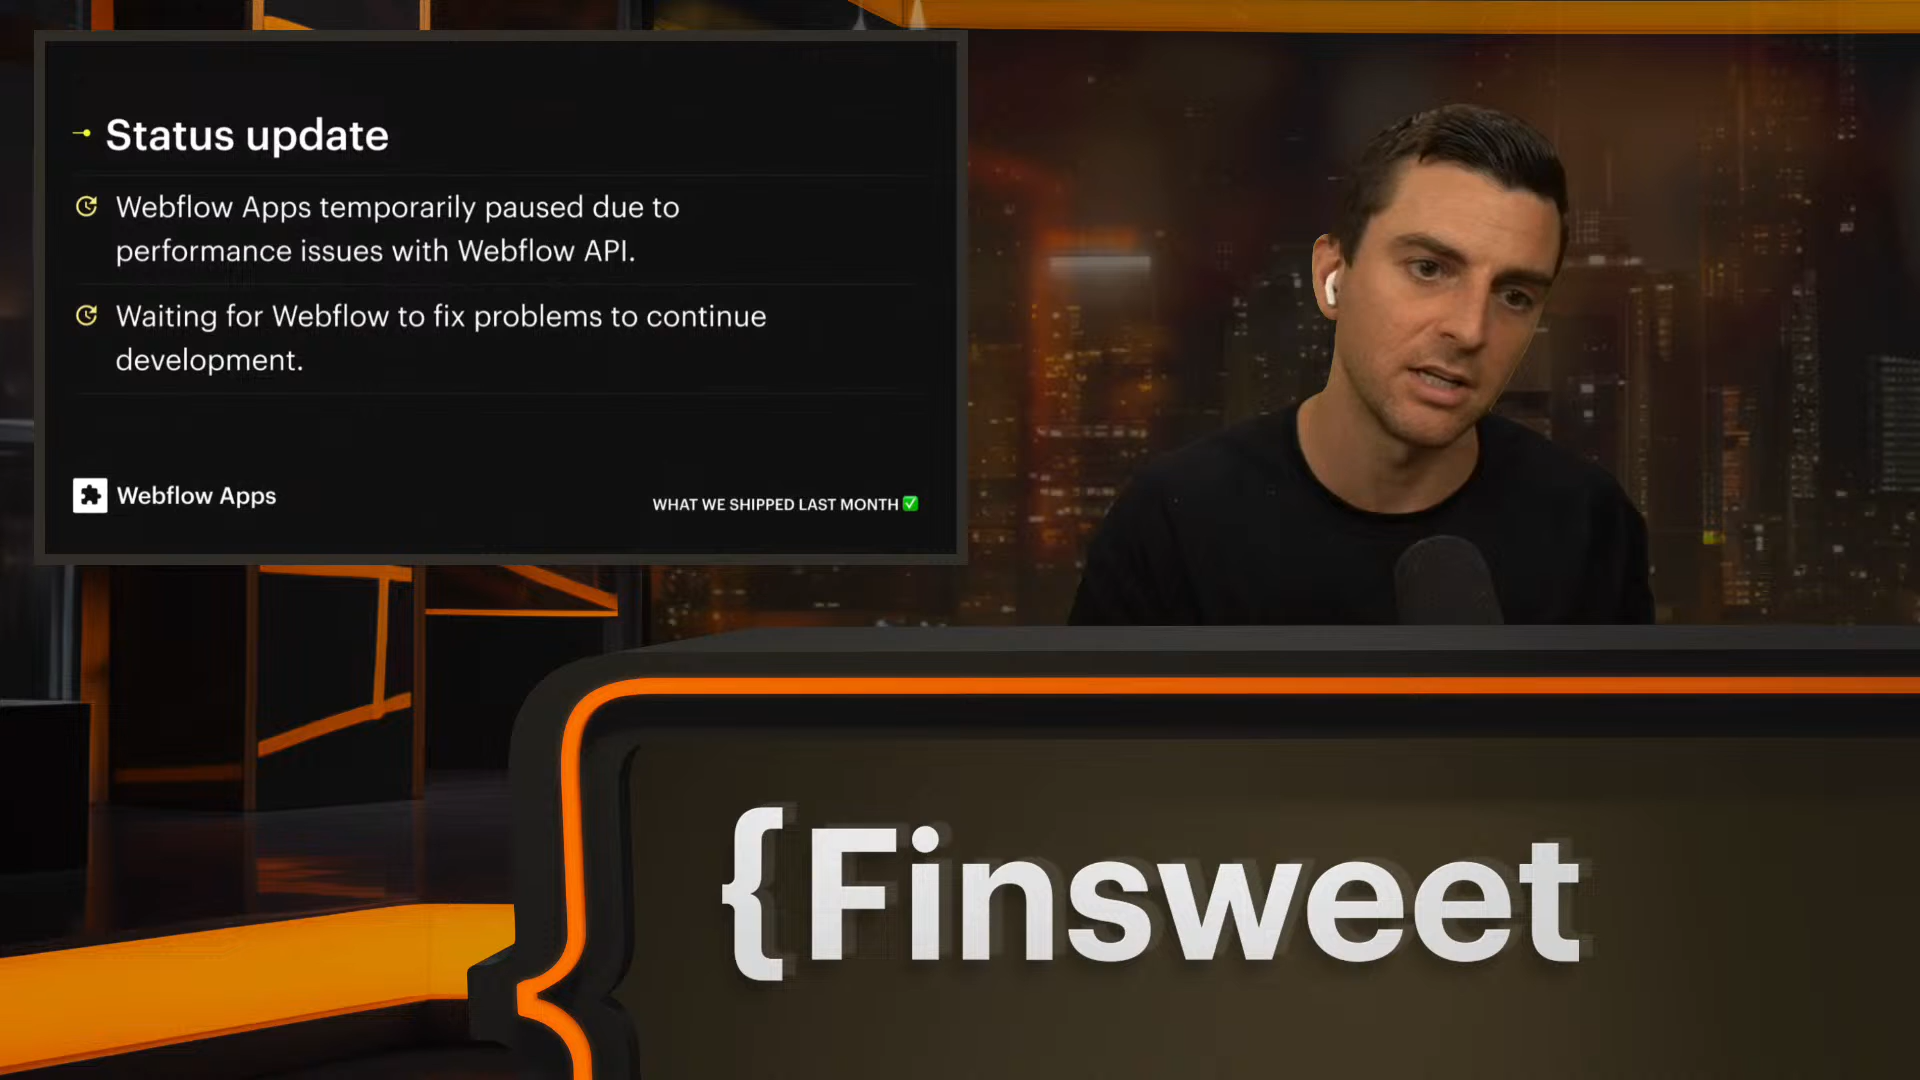 Status update
Webflow Apps temporarily paused due to
performance issues with Webflow API.
Waiting for Webflow to fix problems to continue
development.
Webflow Apps
WHAT WE SHIPPED LAST MONTH ✅
{Finsweet